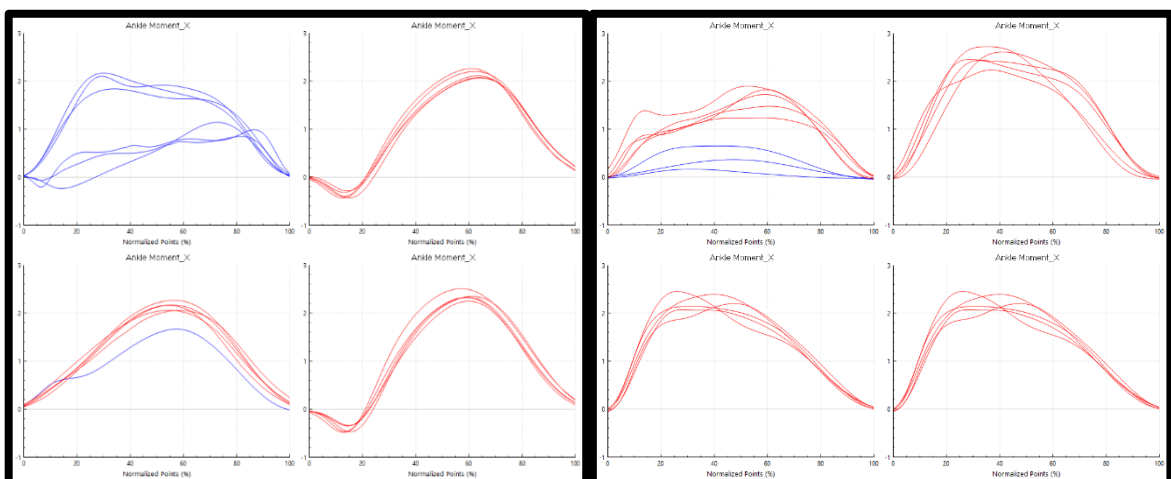 Ankle Moment_X Ankle Moment_X Ankle Moment_X Ankle Moment_X
3 3 3 3
2 2 2 2
1 1 1 1
0 0 0 0
-1 -1 -1 -1
0 20 40 60 80 100 0 20 40 60 80 100 0 20 40 60 80 100 0 20 40 60 80 100
Normalized Points (%) Normalized Points (%) Normalized Points (%) Normalized Points (%)
Ankle Moment_X Ankle Moment_X Ankle Moment_X Ankle Moment_X
3 3 3 3
2 2 2 2
1 1 1 1
0 0 0 0
-1 -1 -1 -1
0 20 40 60 80 100 0 20 40 60 80 100 0 20 40 60 80 100 0 20 40 60 80 100
Normalized Points (%) Normalized Points (%) Normalized Points (%) Normalized Points (%)